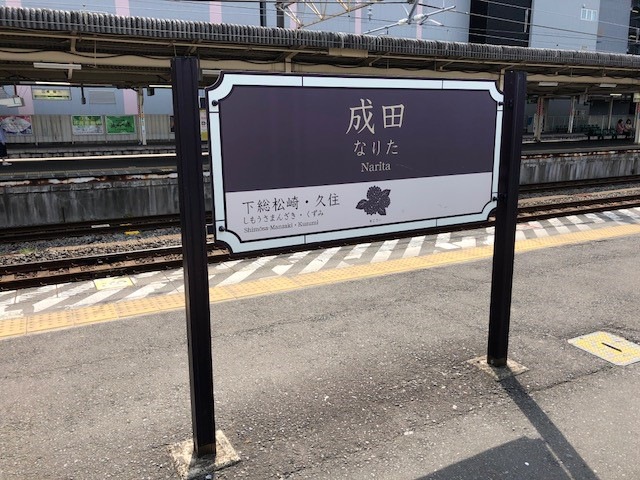 成田
なりた
Narita
下総松崎・久住
しもうさまんざき・くずみ
Shimōsa-Manzaki・Kuzumi